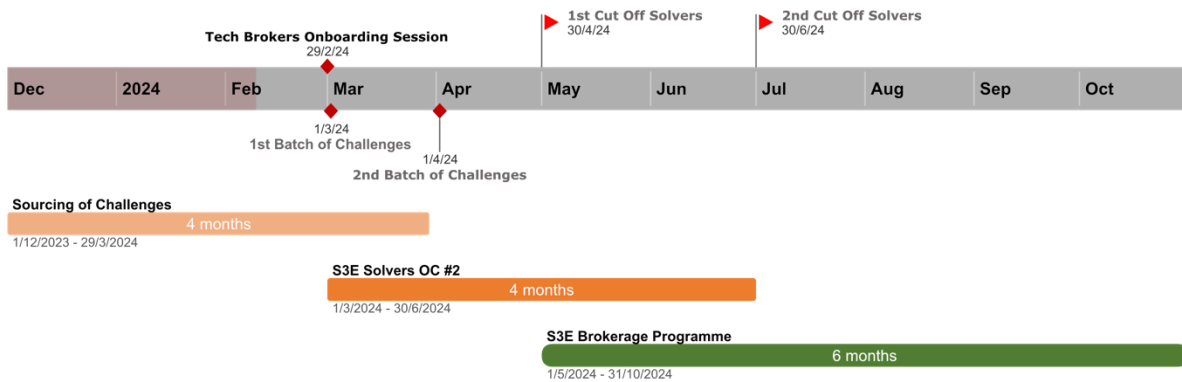 1st Cut Off Solvers
30/4/24
2nd Cut Off Solvers
30/6/24
Tech Brokers Onboarding Session
29/2/24
Dec 2024 Feb Mar Apr May Jun Jul Aug Sep Oct
1/3/24
1st Batch of Challenges
1/4/24
2nd Batch of Challenges
Sourcing of Challenges
4 months
1/12/2023 - 29/3/2024
S3E Solvers OC #2
4 months
1/3/2024 - 30/6/2024
S3E Brokerage Programme
6 months
1/5/2024 - 31/10/2024